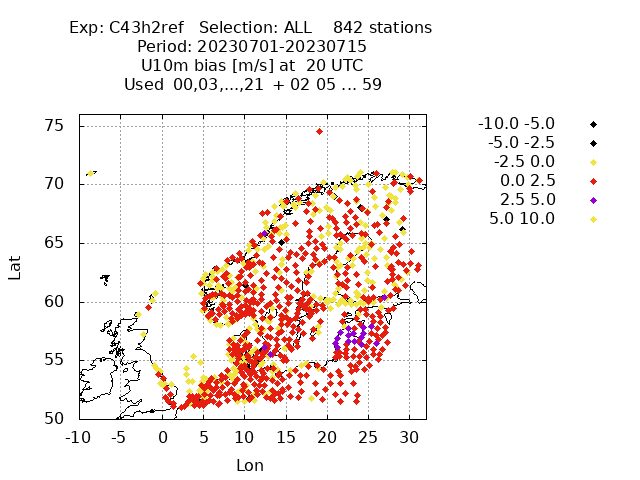 Exp: C43h2ref   Selection: ALL    842 stations
Period: 20230701-20230715
U10m bias [m/s] at  20 UTC
Used  00,03,...,21  + 02 05 ... 59
-10.0 -5.0
-5.0 -2.5
-2.5 0.0
0.0 2.5
2.5 5.0
5.0 10.0
75
70
65
60
55
50
Lat
-10 -5 0 5 10 15 20 25 30
Lon